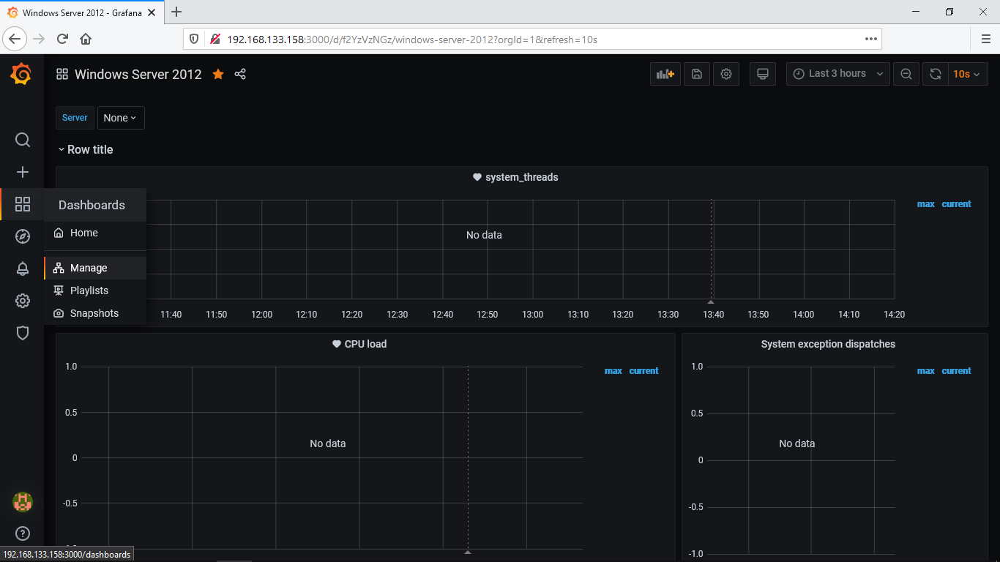 Windows Server 2012 - Grafana
192.168.133.158:3000/d/f2YzVzNGz/windows-server-2012?orgId=1&refresh=10s
Windows Server 2012
Last 3 hours
10s
Server
None
Row title
system_threads
Dashboards
Home
Manage
Playlists
Snapshots
max current
No data
11:40 11:50 12:00 12:10 12:20 12:30 12:40 12:50 13:00 13:10 13:20 13:30 13:40 13:50 14:00 14:10 14:20
CPU load
1.0
0.5
0
-0.5
max current
No data
System exception dispatches
1.0
0.5
0
-0.5
-1.0
max current
No data
192.168.133.158:3000/dashboards